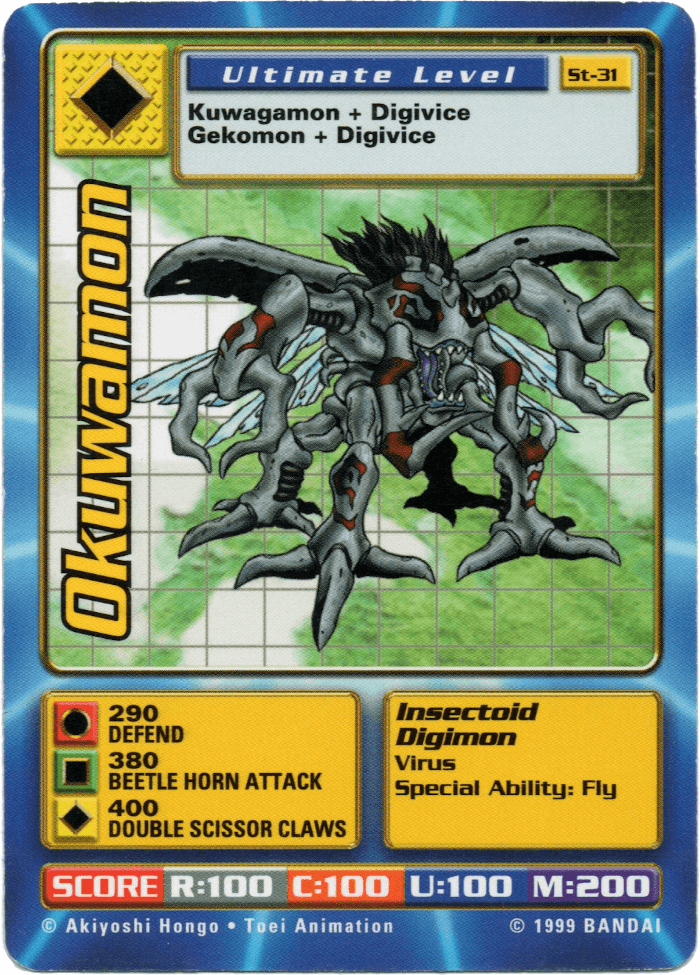 Ultimate Level
St-31
Kuwagamon + Digivice
Gekomon + Digivice
Okuwamon
290
DEFEND
380
BEETLE HORN ATTACK
400
DOUBLE SCISSOR CLAWS
Insectoid
Digimon
Virus
Special Ability: Fly
SCORE R:100 C:100 U:100 M:200
© Akiyoshi Hongo • Toei Animation © 1999 BANDAI